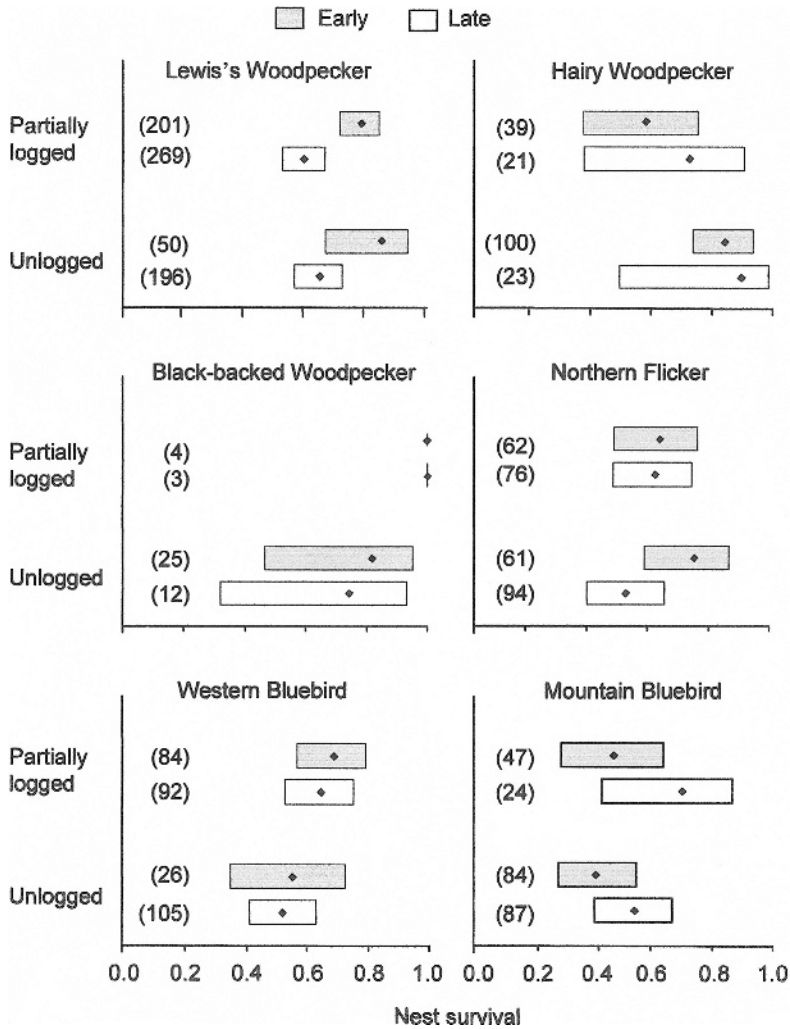 Early Late
Lewis's Woodpecker Hairy Woodpecker
Partially logged (201) (39)
(269) (21)
Unlogged (50) (100)
(196) (23)
Black-backed Woodpecker Northern Flicker
Partially logged (4) (62)
(3) (76)
Unlogged (25) (61)
(12) (94)
Western Bluebird Mountain Bluebird
Partially logged (84) (47)
(92) (24)
Unlogged (26) (84)
(105) (87)
0.0 0.2 0.4 0.6 0.8 0.0 0.2 0.4 0.6 0.8 1.0
Nest survival